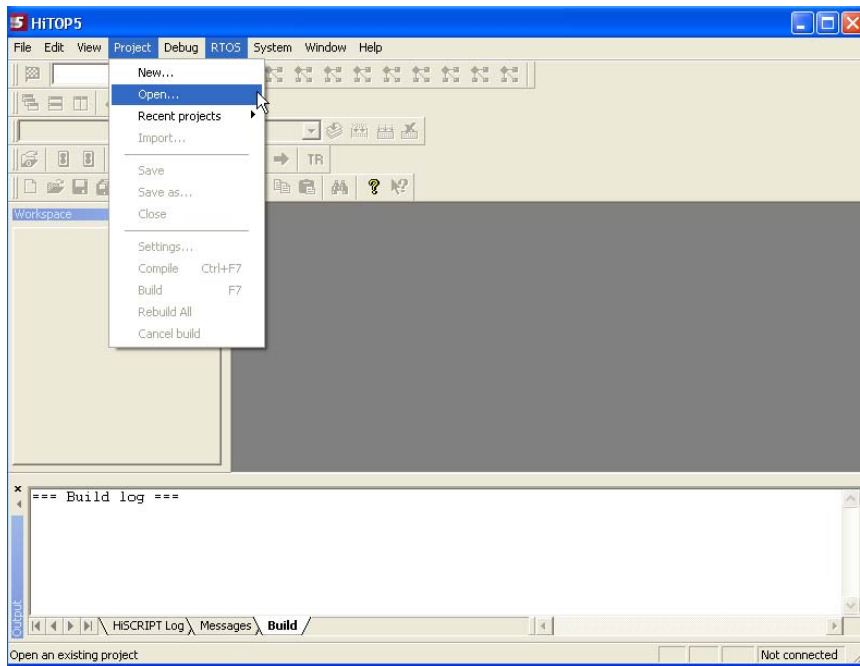 HiTOP5
File Edit View Project Debug RTOS System Window Help
New...
Open...
Recent projects
Import...
TR
Save
Save as...
Workspace
Close
Settings...
Compile Ctrl+F7
Build F7
Rebuild All
Cancel build
=== Build log ===
Output
HiSCRIPT Log Messages Build
Open an existing project Not connected